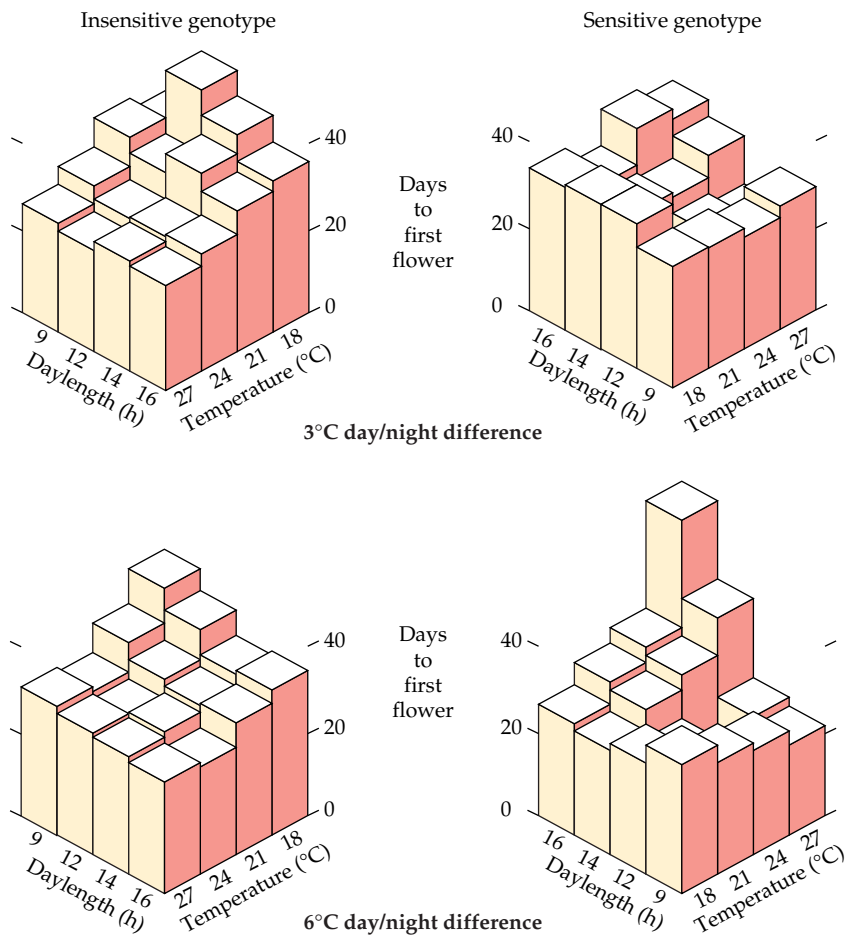 Insensitive genotype
Sensitive genotype
40
20
0
9
12
14
16
Daylength (h)
27
24
21
18
Temperature (°C)
Days
to
first
flower
40
20
0
16
14
12
9
Daylength (h)
18
21
24
27
Temperature (°C)
3°C day/night difference
40
20
0
9
12
14
16
Daylength (h)
27
24
21
18
Temperature (°C)
Days
to
first
flower
40
20
0
16
14
12
9
Daylength (h)
18
21
24
27
Temperature (°C)
6°C day/night difference